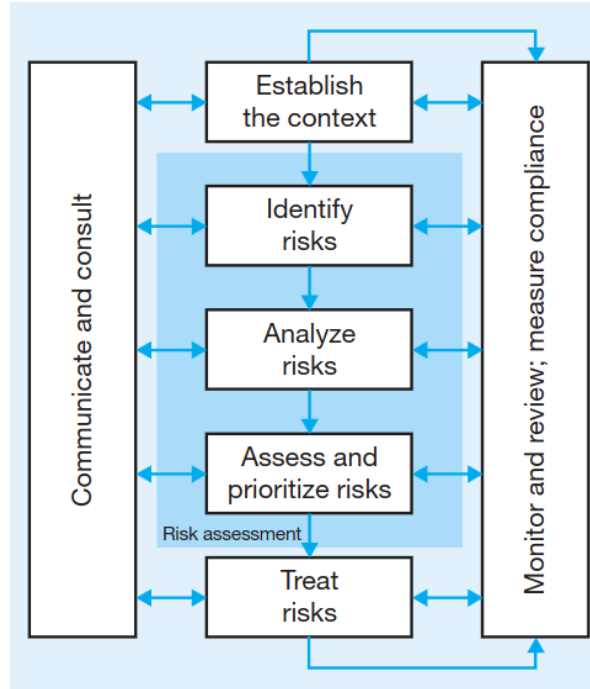 Communicate and consult
Establish
the context
Identify
risks
Analyze
risks
Assess and
prioritize risks
Risk assessment
Treat
risks
Monitor and review; measure compliance